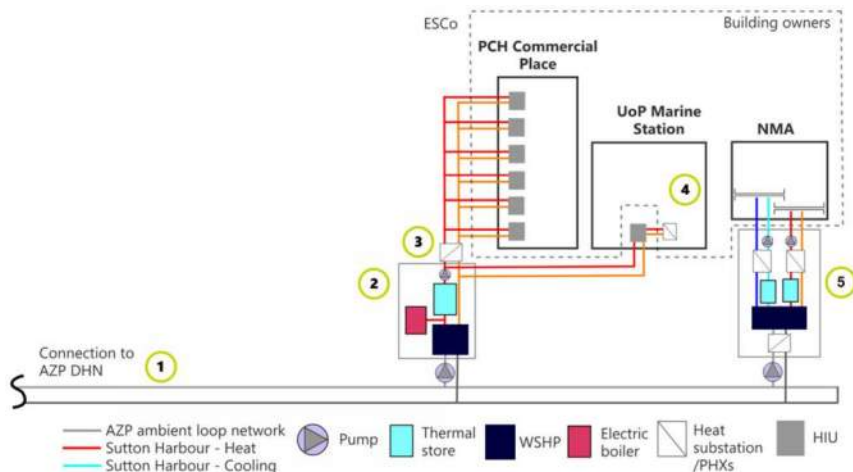 ESCo
Building owners
PCH Commercial
Place
UoP Marine
Station
NMA
4
3
2
5
Connection to
AZP DHN
1
AZP ambient loop network
Sutton Harbour - Heat
Sutton Harbour - Cooling
Pump
Thermal
store
WSHP
Electric
boiler
Heat
substation
/PHXs
HIU